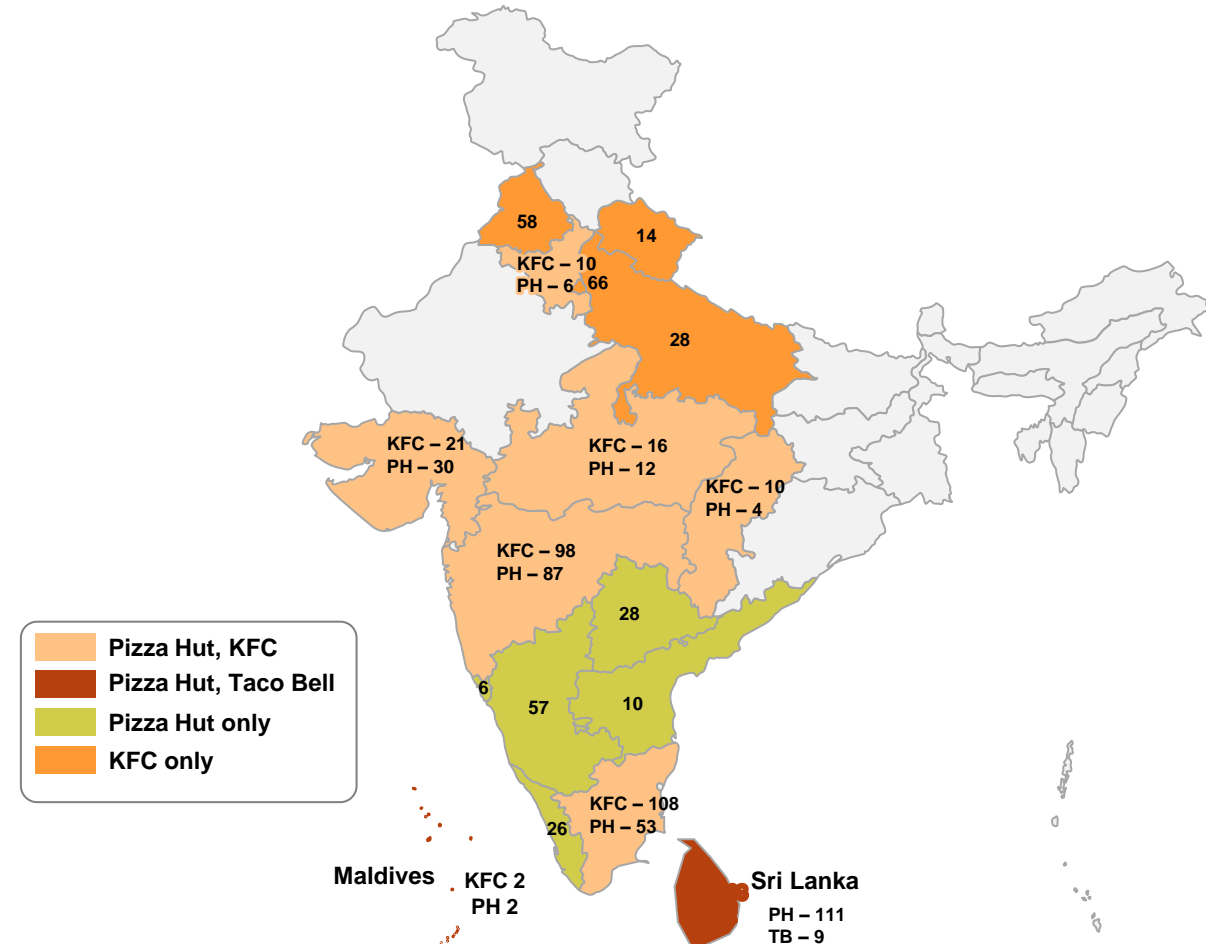 58
14
KFC – 10
PH – 6
66
28
KFC – 21
PH – 30
KFC – 16
PH – 12
KFC – 10
PH – 4
KFC – 98
PH – 87
28
6
57
10
Pizza Hut, KFC
Pizza Hut, Taco Bell
Pizza Hut only
KFC only
KFC – 108
PH – 53
26
Maldives
KFC 2
PH 2
Sri Lanka
PH – 111
TB – 9